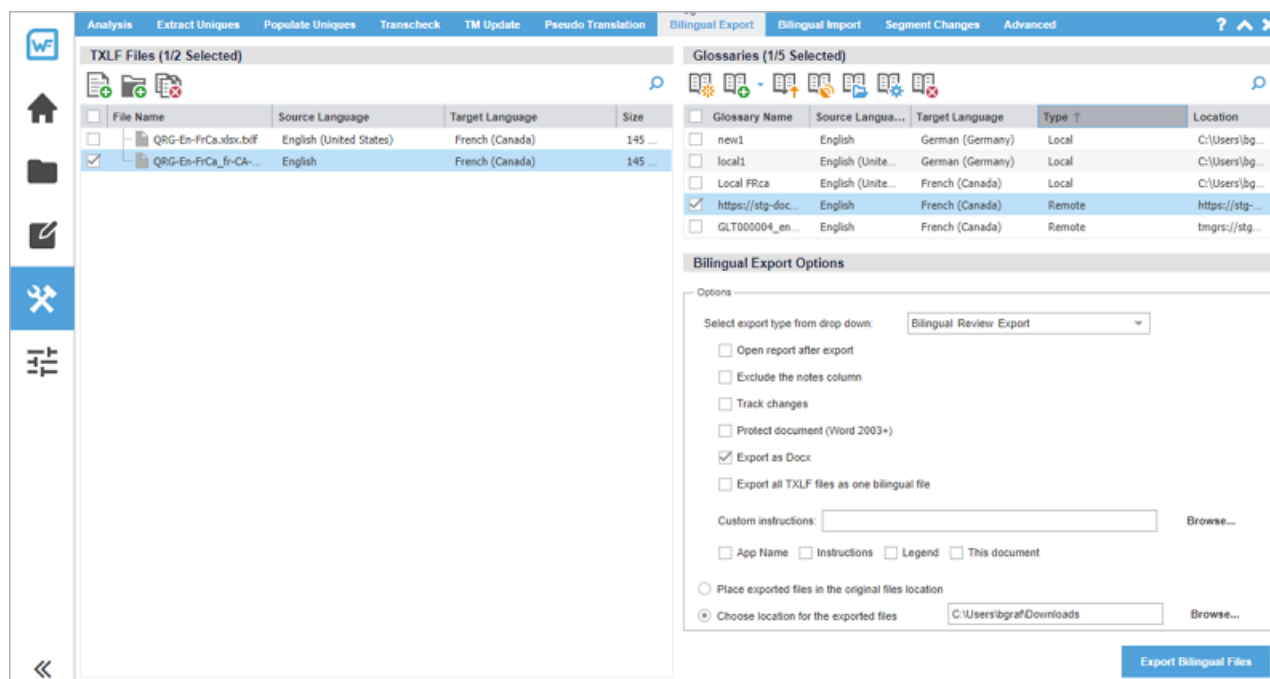 WF
Analysis Extract Uniques Populate Uniques Transcheck TM Update Pseudo Translation Bilingual Export Bilingual Import Segment Changes Advanced ?
TXLF Files (1/2 Selected)
File Name Source Language Target Language Size
QRG-En-FrCa.xlsx.txlf English (United States) French (Canada) 145 ...
QRG-En-FrCa_fr-CA-... English French (Canada) 145 ...
Glossaries (1/5 Selected)
Glossary Name Source Langua... Target Language Type ↑ Location
new1 English German (Germany) Local C:\Users\bg...
local1 English (Unite... German (Germany) Local C:\Users\bg...
Local FRca English (Unite... French (Canada) Local C:\Users\bg...
https://stg-doc... English French (Canada) Remote https://stg-...
GLT000004_en... English French (Canada) Remote tmgrs://stg...
Bilingual Export Options
Options
Select export type from drop down: Bilingual Review Export
Open report after export
Exclude the notes column
Track changes
Protect document (Word 2003+)
Export as Docx
Export all TXLF files as one bilingual file
Custom instructions: Browse...
App Name Instructions Legend This document
Place exported files in the original files location
Choose location for the exported files C:\Users\bgraf\Downloads Browse...
Export Bilingual Files